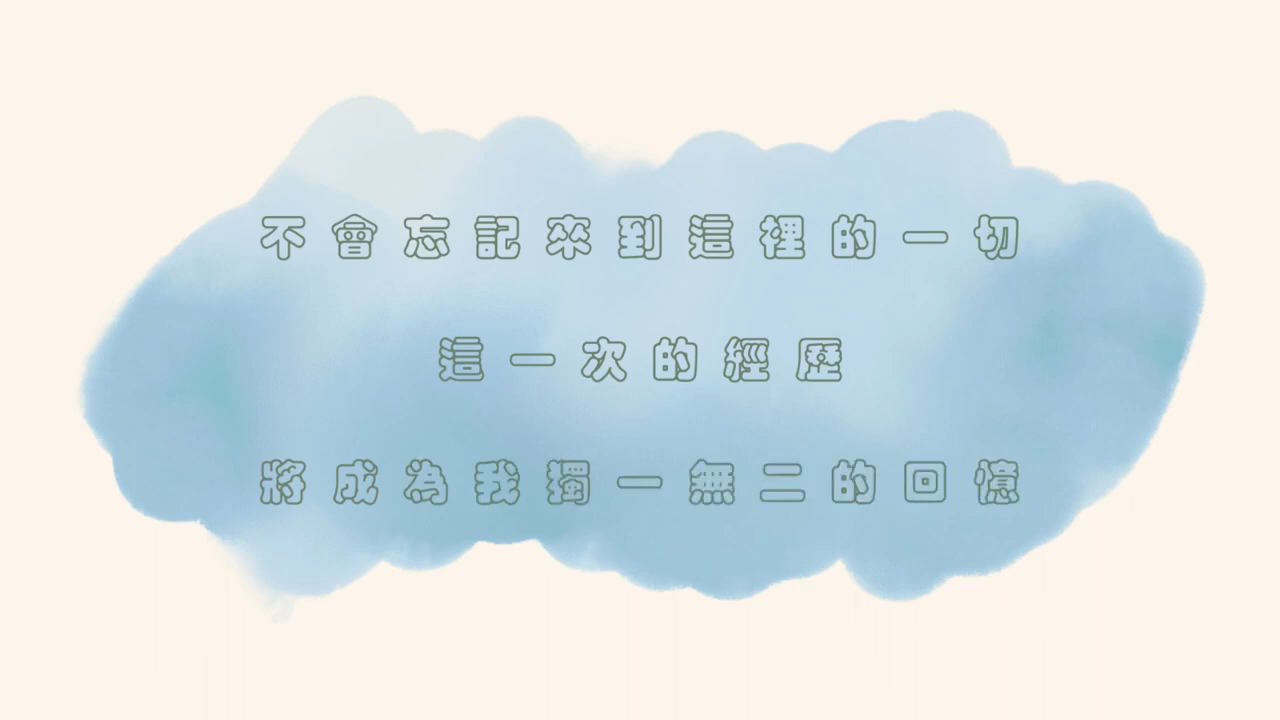 不會忘記來到這裡的一切
這一次的經歷
將成為我獨一無二的回憶